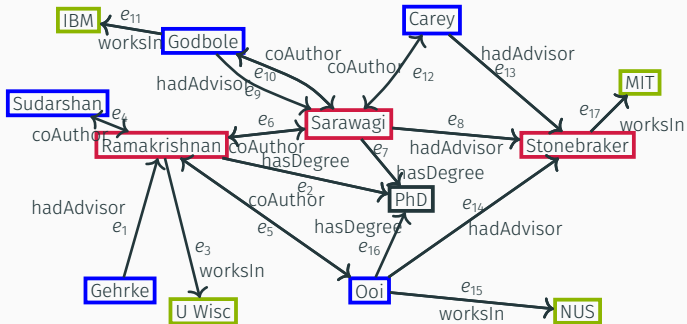 IBM
e11
worksIn
Godbole
Carey
coAuthor
coAuthor
hadAdvisor
e10
e9
hadAdvisor
e12
e13
MIT
Sudarshan
e4
coAuthor
Ramakrishnan
e6
coAuthor
Sarawagi
e8
hadAdvisor
e17
worksIn
Stonebraker
e7
hasDegree
hasDegree
e2
PhD
coAuthor
e5
hadAdvisor
e1
hasDegree
e16
e14
hadAdvisor
e3
worksIn
Gehrke
U Wisc
Ooi
e15
worksIn
NUS